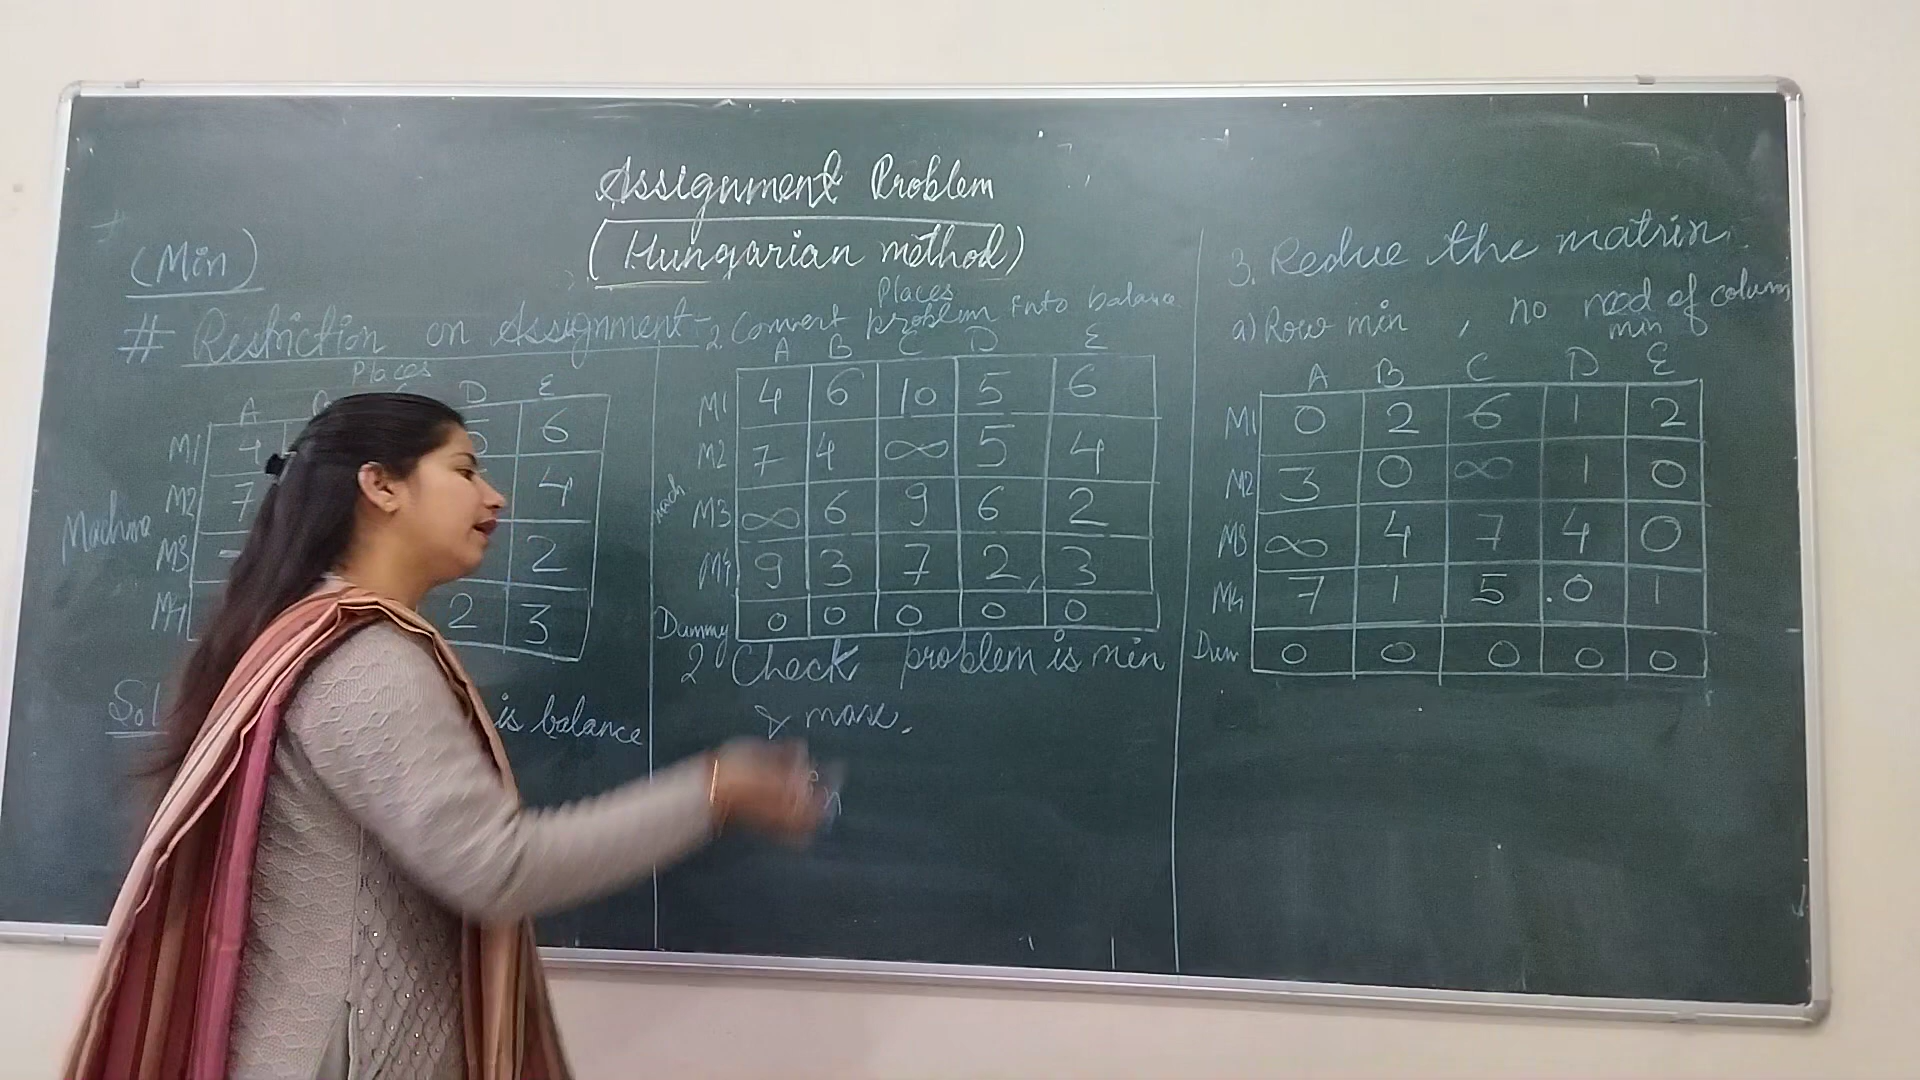 Assignment Problem
(Hungarian method)
(Min)
# Restriction on Assignment-
Places
A D E
M1 4 6
M2 7 4
Machine
M3 2
M4 2 3
Sol
is balance
2. Convert problem into balance
Places
A B C D E
M1 4 6 10 5 6
M2 7 4 ∞ 5 4
Mach
M3 ∞ 6 9 6 2
M4 9 3 7 2 3
Dummy 0 0 0 0 0
2 Check problem is min
& max.
3. Redue the matrix
a) Row min , no need of column
min
A B C D E
M1 0 2 6 1 2
M2 3 0 ∞ 1 0
M3 ∞ 4 7 4 0
M4 7 1 5 0 1
Dum 0 0 0 0 0